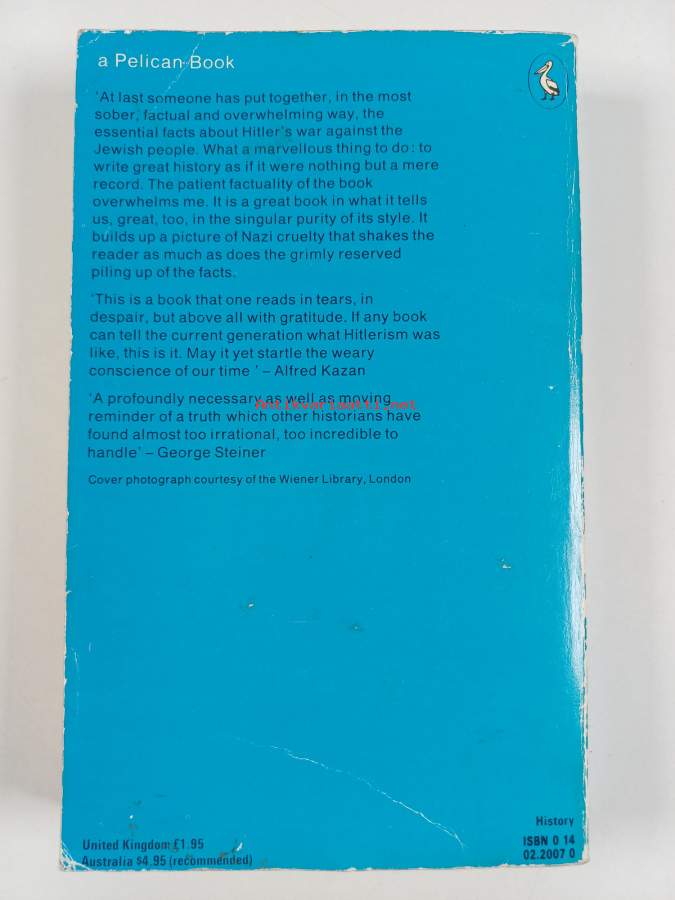 a Pelican Book
'At last someone has put together, in the most
sober, factual and overwhelming way, the
essential facts about Hitler's war against the
Jewish people. What a marvellous thing to do: to
write great history as if it were nothing but a mere
record. The patient factuality of the book
overwhelms me. It is a great book in what it tells
us, great, too, in the singular purity of its style. It
builds up a picture of Nazi cruelty that shakes the
reader as much as does the grimly reserved
piling up of the facts.
'This is a book that one reads in tears, in
despair, but above all with gratitude. If any book
can tell the current generation what Hitlerism was
like, this is it. May it yet startle the weary
conscience of our time ' – Alfred Kazan
'A profoundly necessary as well as moving
Antikvariaatti.net
reminder of a truth which other historians have
found almost too irrational, too incredible to
handle' – George Steiner
Cover photograph courtesy of the Wiener Library, London
History
United Kingdom £1.95
Australia $4.95 (recommended)
ISBN 0 14
02.2007 0